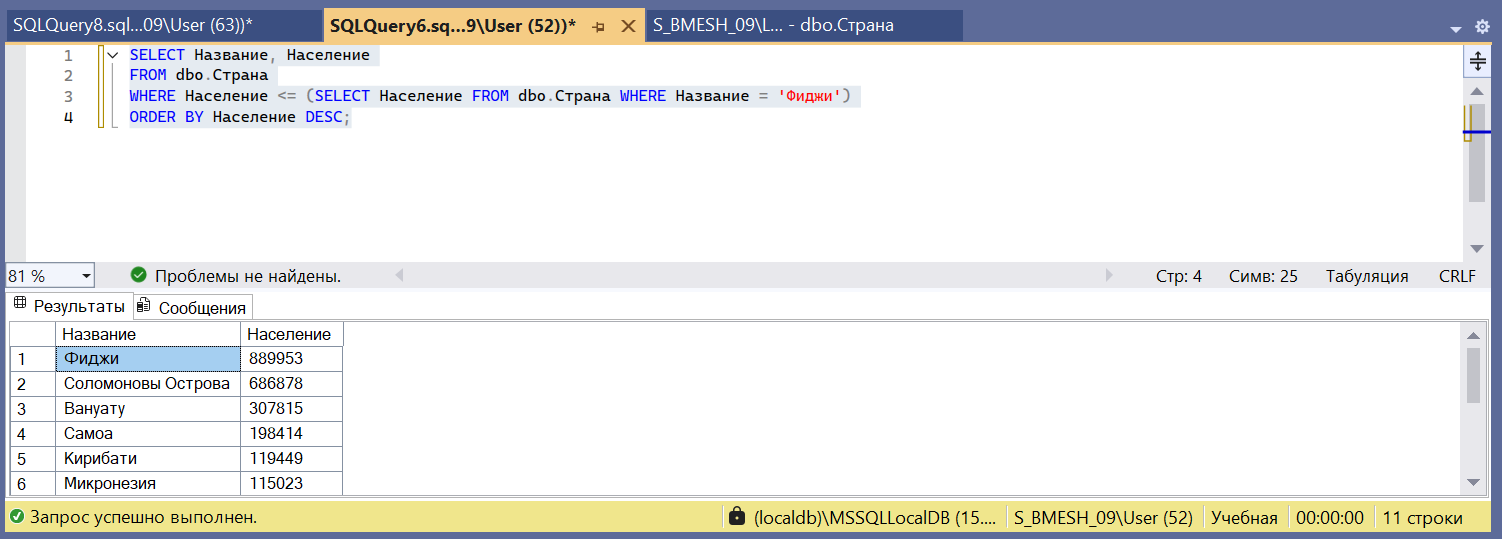 SQLQuery8.sql...09\User (63))*
SQLQuery6.sq...9\User (52))*
S_BMESH_09\L... - dbo.Страна
1 SELECT Название, Население
2 FROM dbo.Страна
3 WHERE Население <= (SELECT Население FROM dbo.Страна WHERE Название = 'Фиджи')
4 ORDER BY Население DESC;
81 % Проблемы не найдены. Стр: 4 Симв: 25 Табуляция CRLF
Результаты Сообщения
Название Население
1 Фиджи 889953
2 Соломоновы Острова 686878
3 Вануату 307815
4 Самоа 198414
5 Кирибати 119449
6 Микронезия 115023
Запрос успешно выполнен. (localdb)\MSSQLLocalDB (15.... S_BMESH_09\User (52) Учебная 00:00:00 11 строки